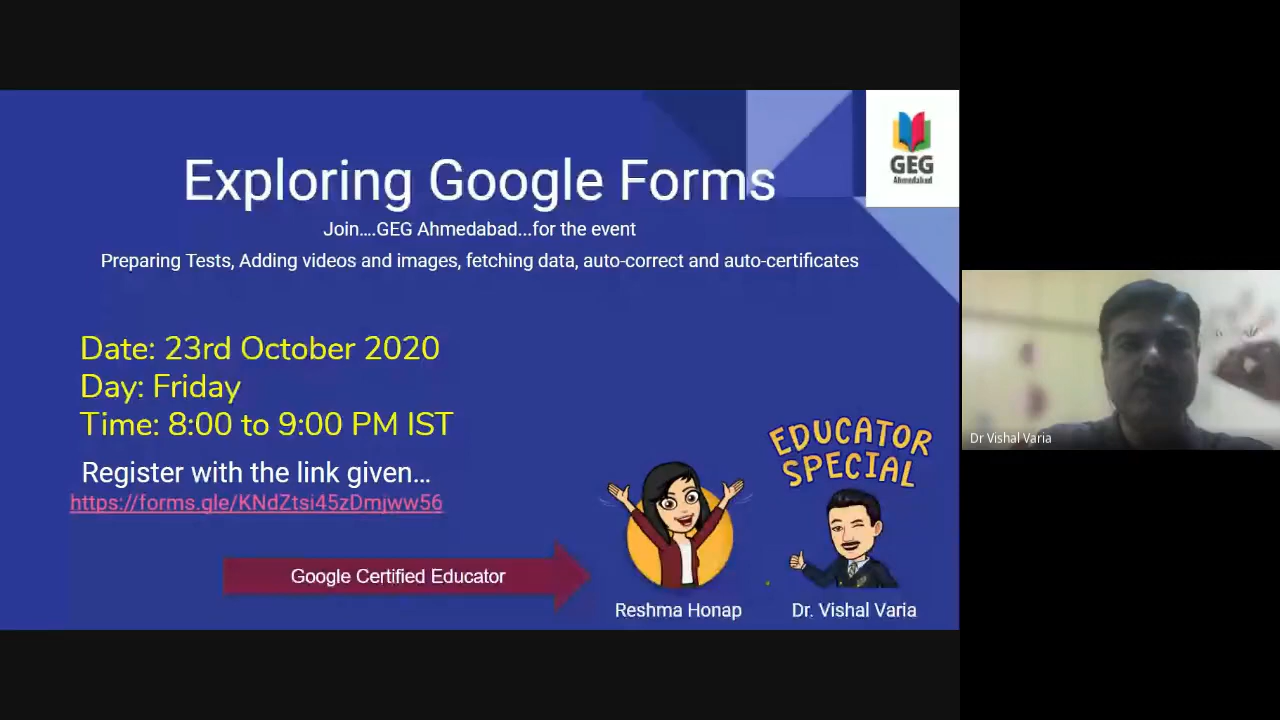 Exploring Google Forms
Join....GEG Ahmedabad...for the event
Preparing Tests, Adding videos and images, fetching data, auto-correct and auto-certificates
GEG
Ahmedabad
Date: 23rd October 2020
Day: Friday
Time: 8:00 to 9:00 PM IST
Register with the link given...
https://forms.gle/KNdZtsi45zDmjww56
Google Certified Educator
EDUCATOR
SPECIAL
Reshma Honap
Dr. Vishal Varia
Dr Vishal Varia